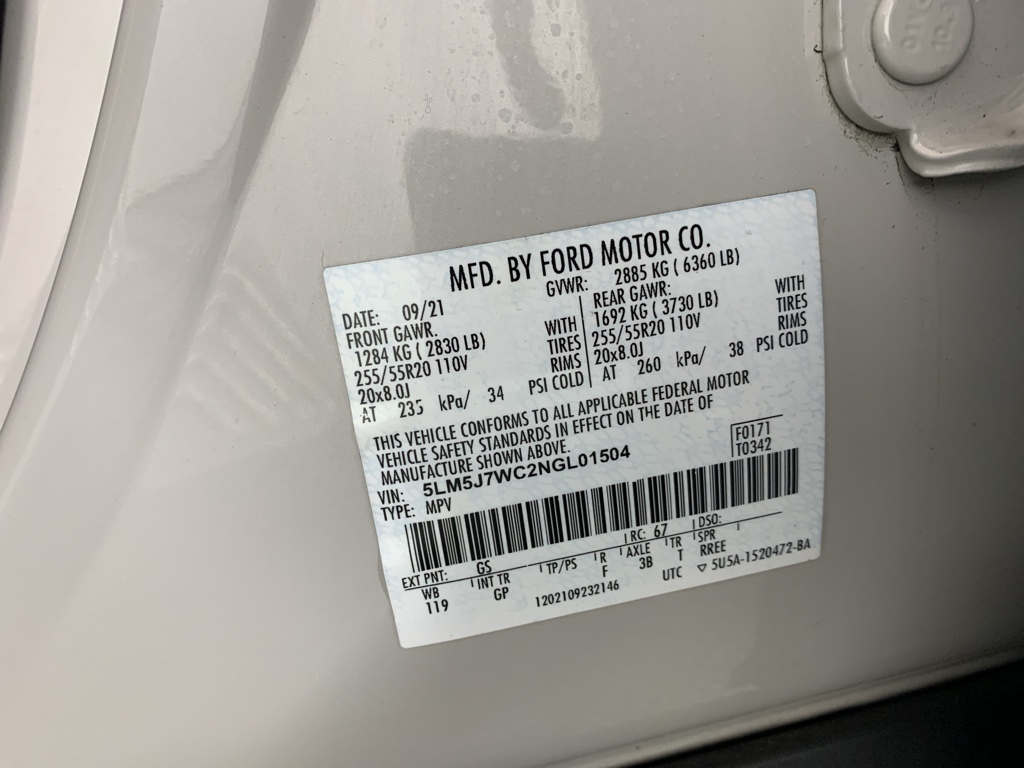 MFD. BY FORD MOTOR CO.
DATE: 09/21
GVWR: 2885 KG ( 6360 LB)
FRONT GAWR.
1284 KG ( 2830 LB)
WITH
255/55R20 110V
TIRES
20x8.0J
RIMS
AT 235 kPa/ 34 PSI COLD
REAR GAWR:
1692 KG ( 3730 LB)
WITH
255/55R20 110V
TIRES
20x8.0J
RIMS
AT 260 kPa/ 38 PSI COLD
THIS VEHICLE CONFORMS TO ALL APPLICABLE FEDERAL MOTOR
VEHICLE SAFETY STANDARDS IN EFFECT ON THE DATE OF
MANUFACTURE SHOWN ABOVE.
VIN: 5LM5J7WC2NGL01504
TYPE: MPV
F0171
T0342
EXT PNT: GS RC: 67 DSO:
WB INT TR TP/PS R AXLE TR SPR
119 GP F 3B T RREE
1202109232146 UTC ▽ 5U5A-1520472-BA